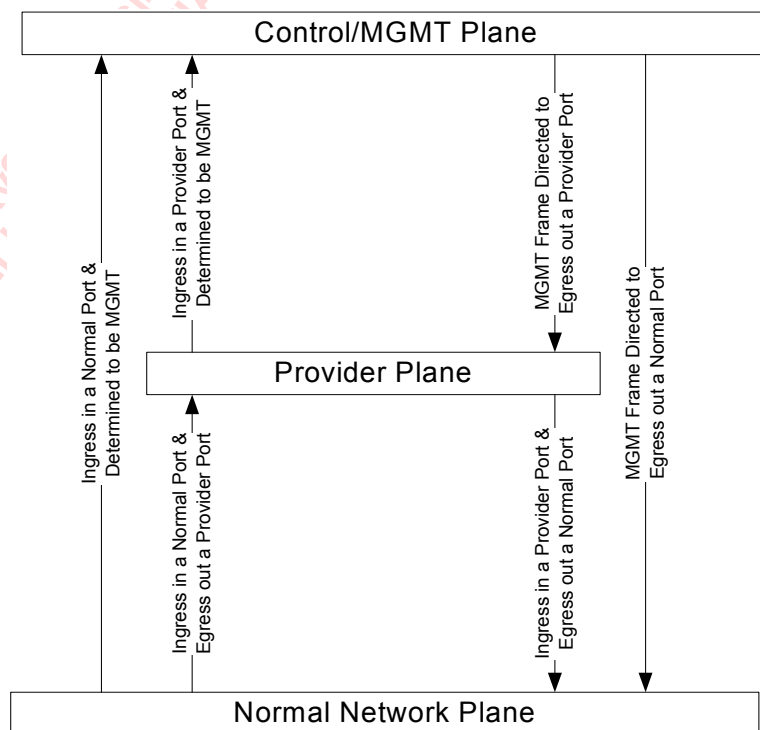 Control/MGMT Plane
Ingress in a Normal Port &
Determined to be MGMT
Ingress in a Provider Port &
Determined to be MGMT
MGMT Frame Directed to
Egress out a Provider Port
MGMT Frame Directed to
Egress out a Normal Port
Provider Plane
Ingress in a Normal Port &
Egress out a Provider Port
Ingress in a Provider Port &
Egress out a Normal Port
Normal Network Plane